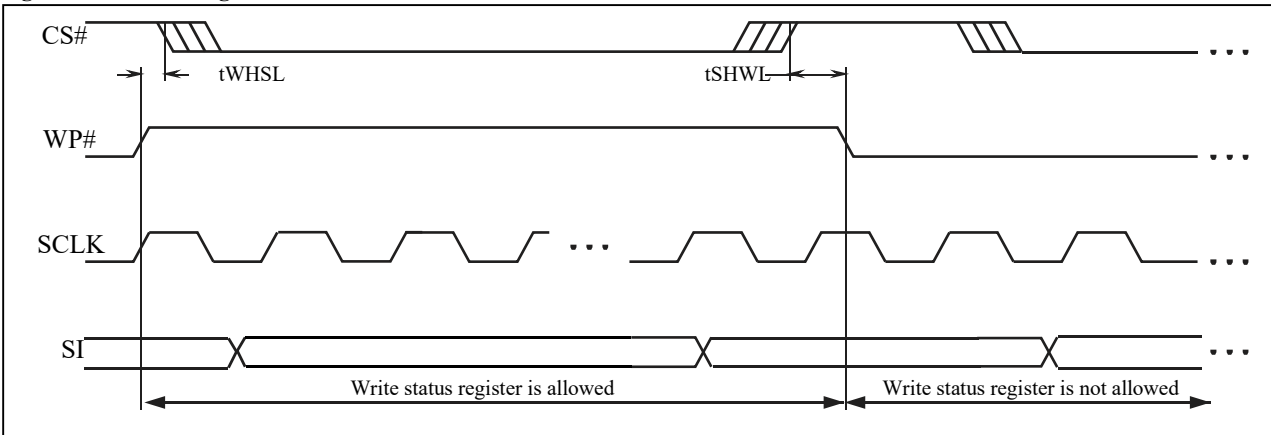 CS#
tWHSL
tSHWL
WP#
SCLK
SI
Write status register is allowed
Write status register is not allowed